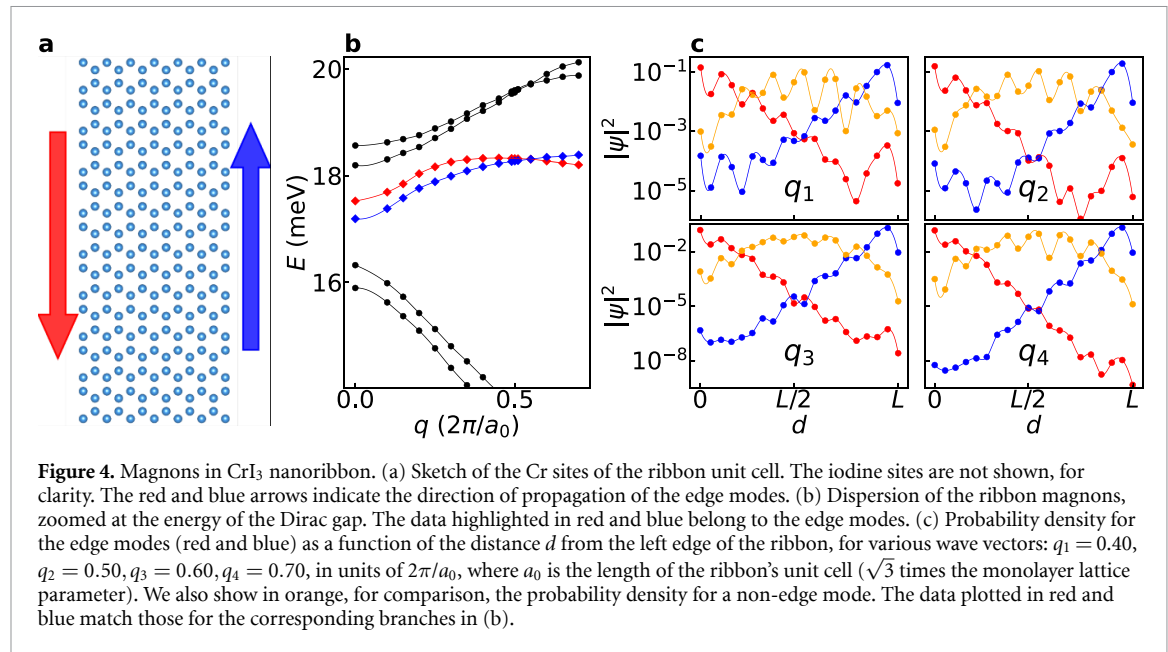 a
b
c
20
18
16
E (meV)
0.0
0.5
q (2π/a₀)
10⁻¹
10⁻³
10⁻⁵
|ψ|²
q₁
q₂
10⁻²
10⁻⁵
10⁻⁸
|ψ|²
q₃
q₄
0
L/2
L
0
L/2
L
d
d
Figure 4. Magnons in CrI₃ nanoribbon. (a) Sketch of the Cr sites of the ribbon unit cell. The iodine sites are not shown, for
clarity. The red and blue arrows indicate the direction of propagation of the edge modes. (b) Dispersion of the ribbon magnons,
zoomed at the energy of the Dirac gap. The data highlighted in red and blue belong to the edge modes. (c) Probability density for
the edge modes (red and blue) as a function of the distance d from the left edge of the ribbon, for various wave vectors: q₁ = 0.40,
q₂ = 0.50, q₃ = 0.60, q₄ = 0.70, in units of 2π/a₀, where a₀ is the length of the ribbon's unit cell (√3 times the monolayer lattice
parameter). We also show in orange, for comparison, the probability density for a non-edge mode. The data plotted in red and
blue match those for the corresponding branches in (b).